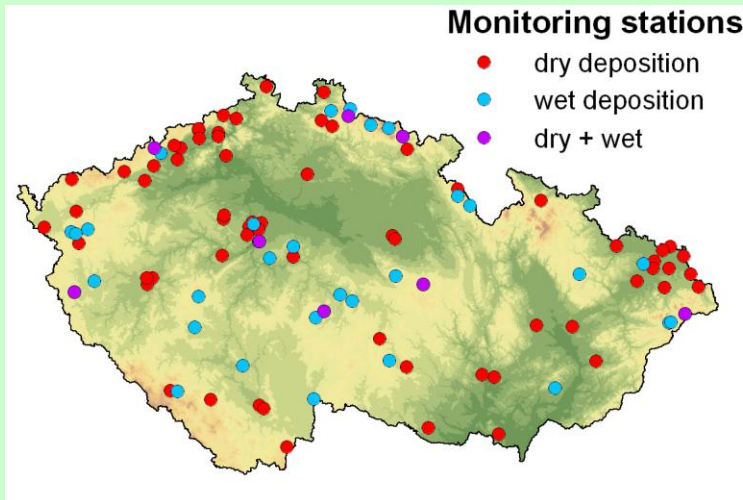 Monitoring stations
dry deposition
wet deposition
dry + wet